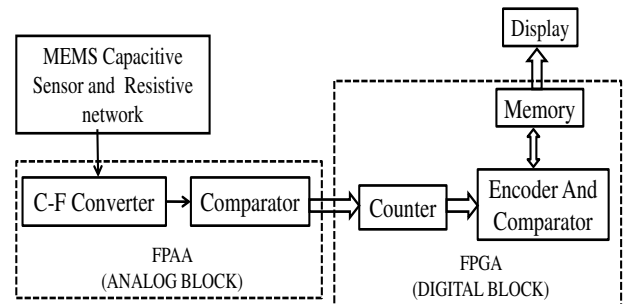 Display
MEMS Capacitive
Sensor and Resistive
network
Memory
C-F Converter
Comparator
Counter
Encoder And
Comparator
FPAA
(ANALOG BLOCK)
FPGA
(DIGITAL BLOCK)